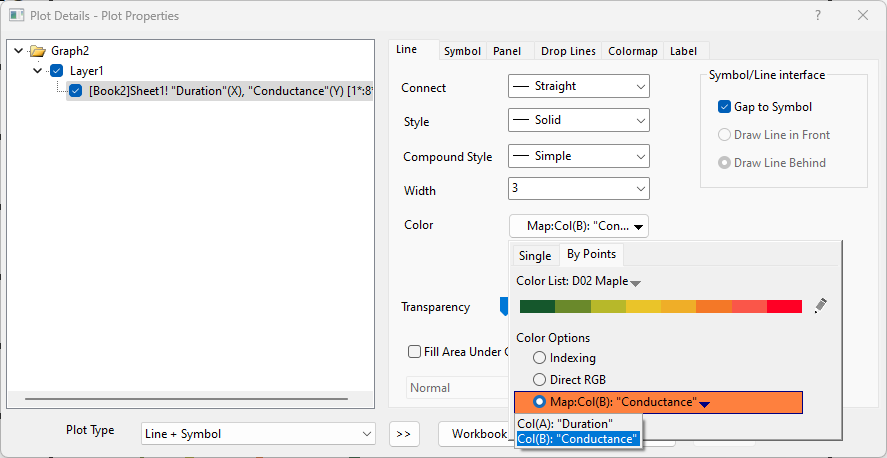 Plot Details - Plot Properties
?
Graph2
Layer1
[Book2]Sheet1! "Duration"(X), "Conductance"(Y) [1*:8*
Line Symbol Panel Drop Lines Colormap Label
Connect Straight
Style Solid
Compound Style Simple
Width 3
Color Map:Col(B): "Con...
Symbol/Line interface
Gap to Symbol
Draw Line in Front
Draw Line Behind
Single By Points
Color List: D02 Maple
Transparency
Color Options
Indexing
Fill Area Under
Direct RGB
Normal
Map:Col(B): "Conductance"
Col(A): "Duration"
Col(B): "Conductance"
Plot Type Line + Symbol >> Workbook